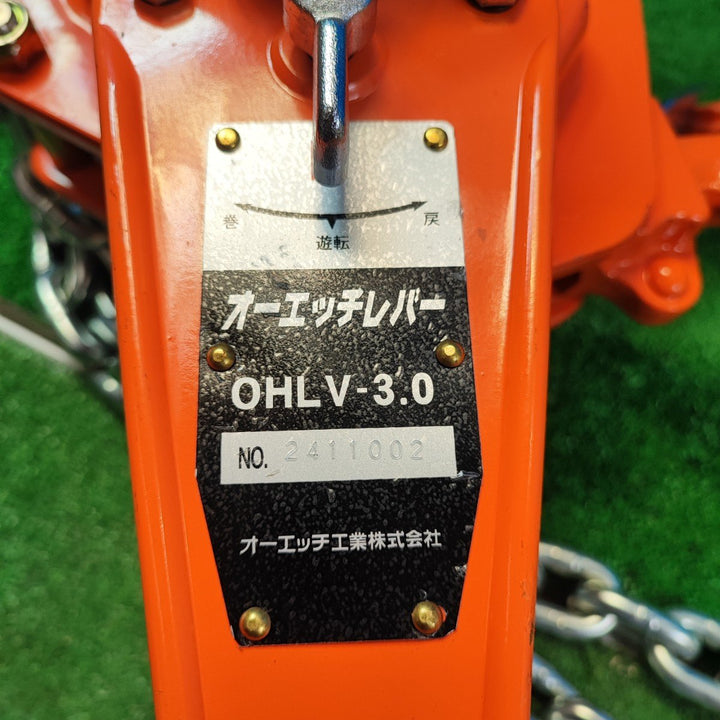 巻 戻
遊転
オーエッチレバー
OHLV-3.0
NO. 2411002
オーエッチ工業株式会社